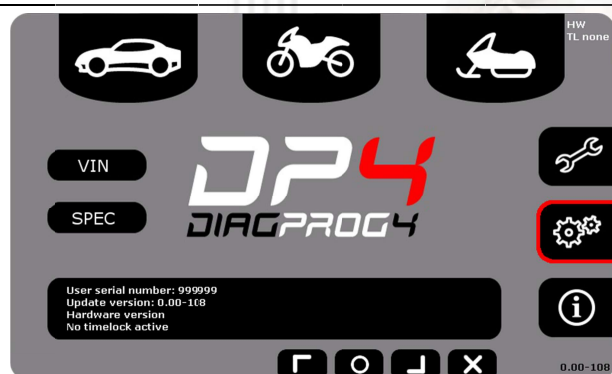 HW
TL none
VIN
SPEC
DP4
DIAGPROG4
User serial number: 999999
Update version: 0.00-108
Hardware version
No timelock active
0.00-108